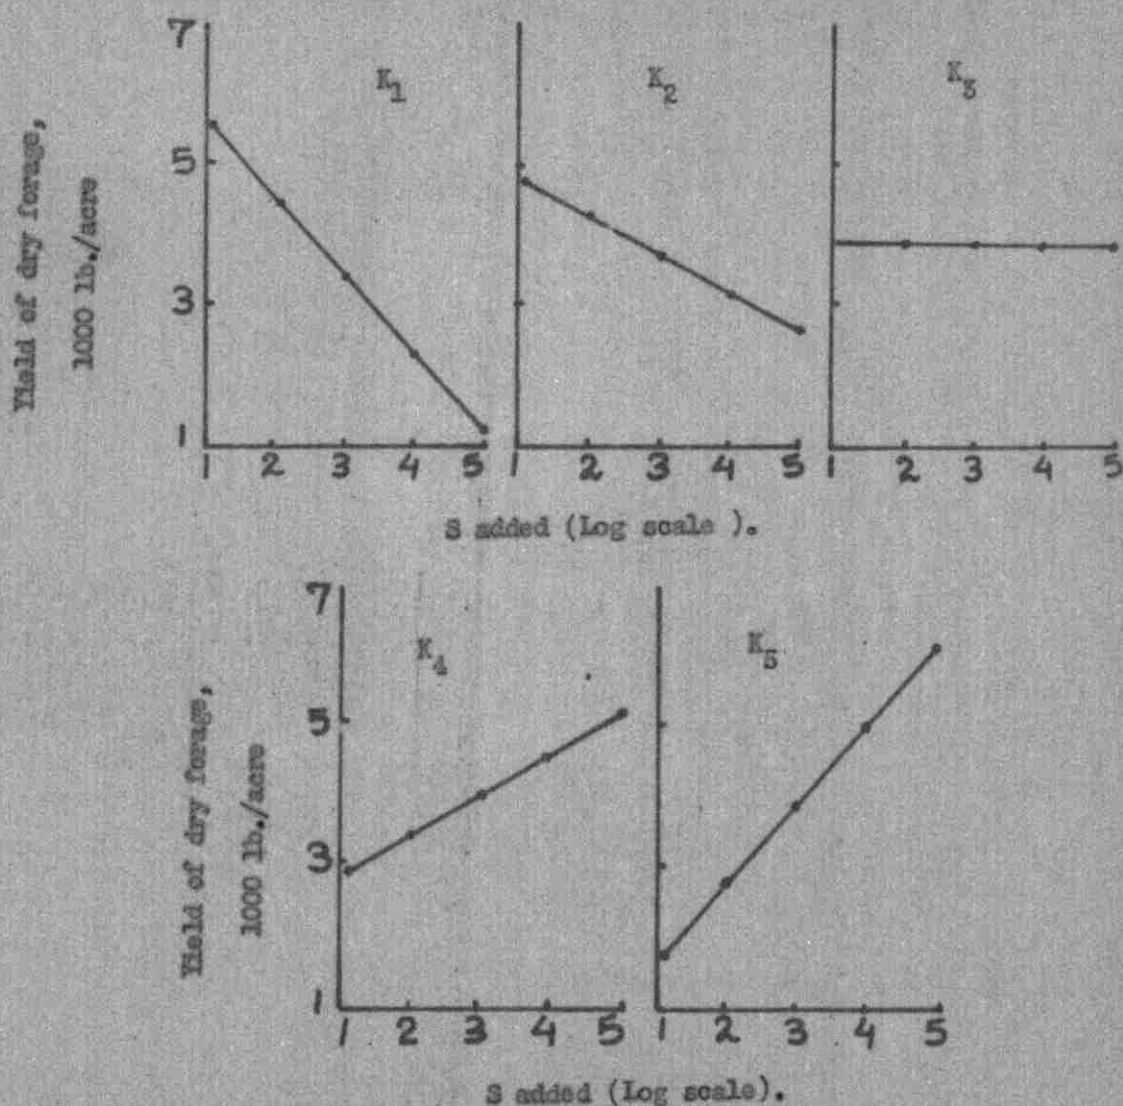 Yield of dry forage,
1000 lb./acre
7
5
3
1
K1
K2
K3
1 2 3 4 5
1 2 3 4 5
1 2 3 4 5
S added (Log scale ).
Yield of dry forage,
1000 lb./acre
7
5
3
1
K4
K5
1 2 3 4 5
1 2 3 4 5
S added (Log scale).